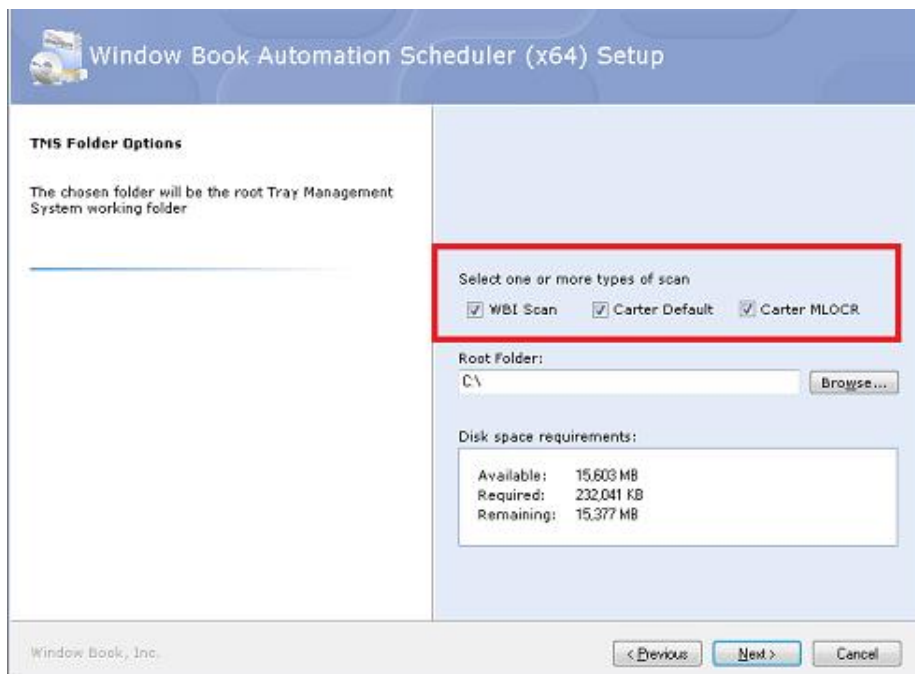 Window Book Automation Scheduler (x64) Setup
TMS Folder Options
The chosen folder will be the root Tray Management
System working folder
Select one or more types of scan
WBI Scan Carter Default Carter MLOCR
Root Folder:
C:\
Browse...
Disk space requirements:
Available: 15,603 MB
Required: 232,041 KB
Remaining: 15,377 MB
Window Book, Inc.
< Previous Next > Cancel